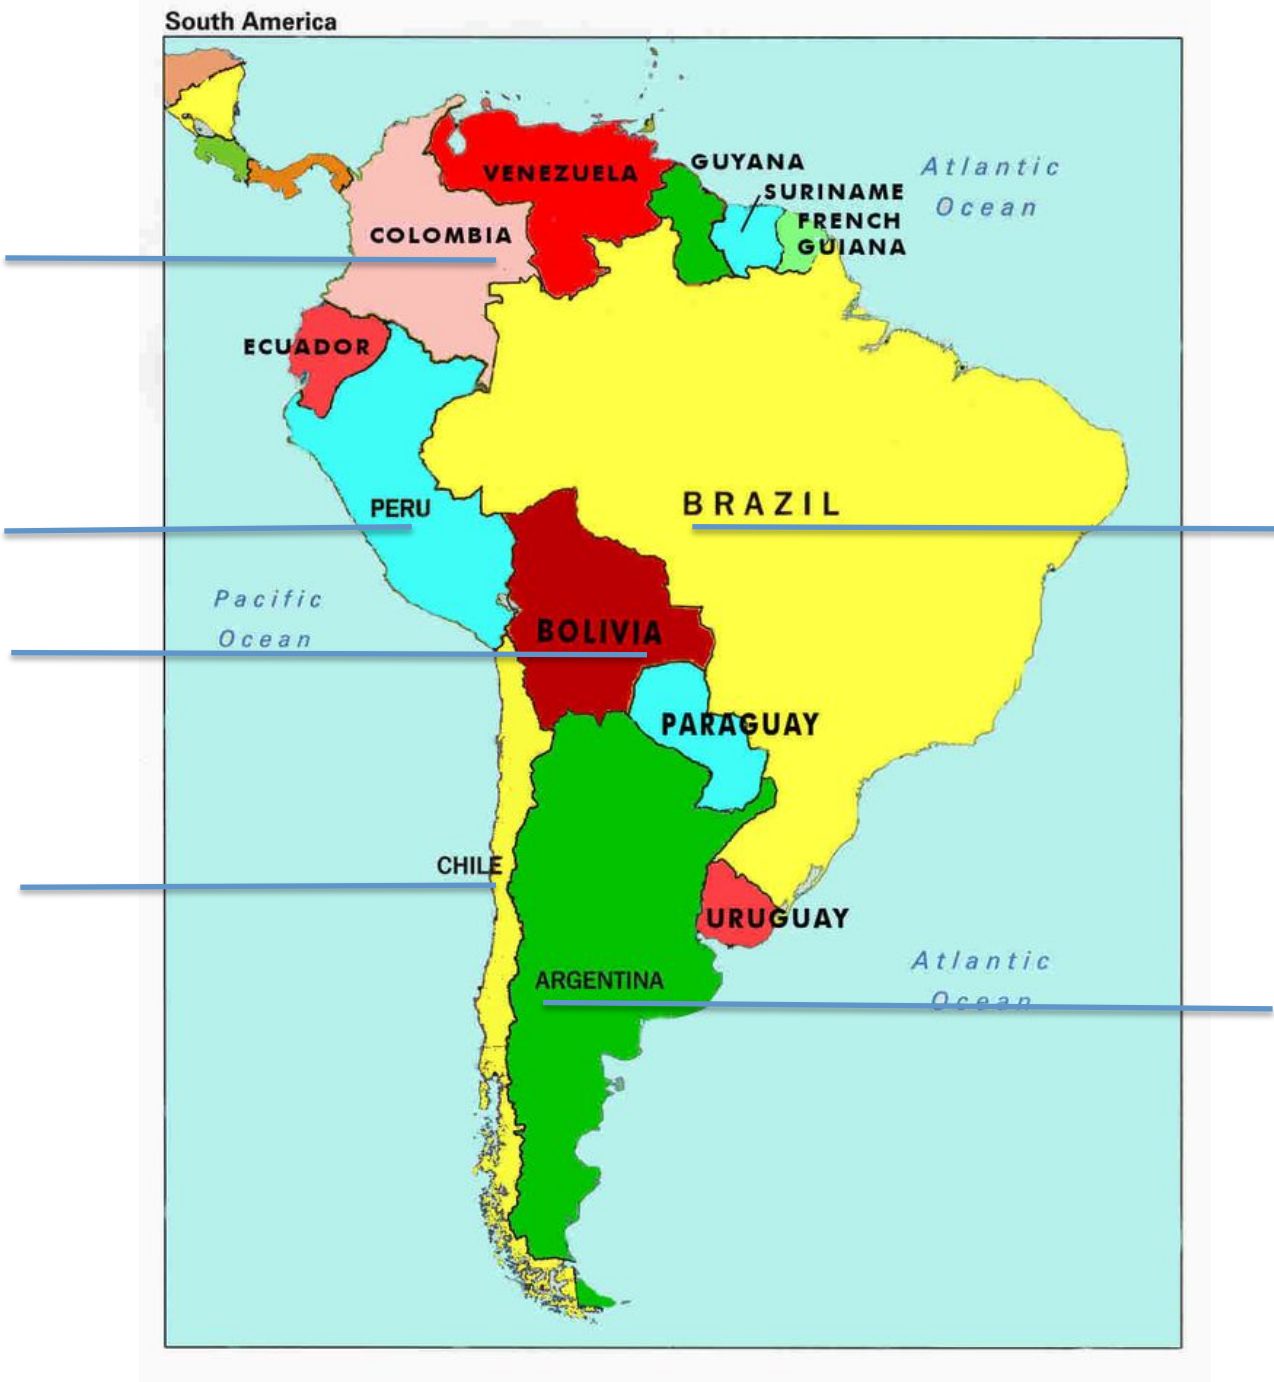 South America
VENEZUELA
GUYANA
SURINAME
FRENCH
GUIANA
Atlantic
Ocean
COLOMBIA
ECUADOR
PERU
BRAZIL
Pacific
Ocean
BOLIVIA
PARAGUAY
CHILE
URUGUAY
ARGENTINA
Atlantic
Ocean